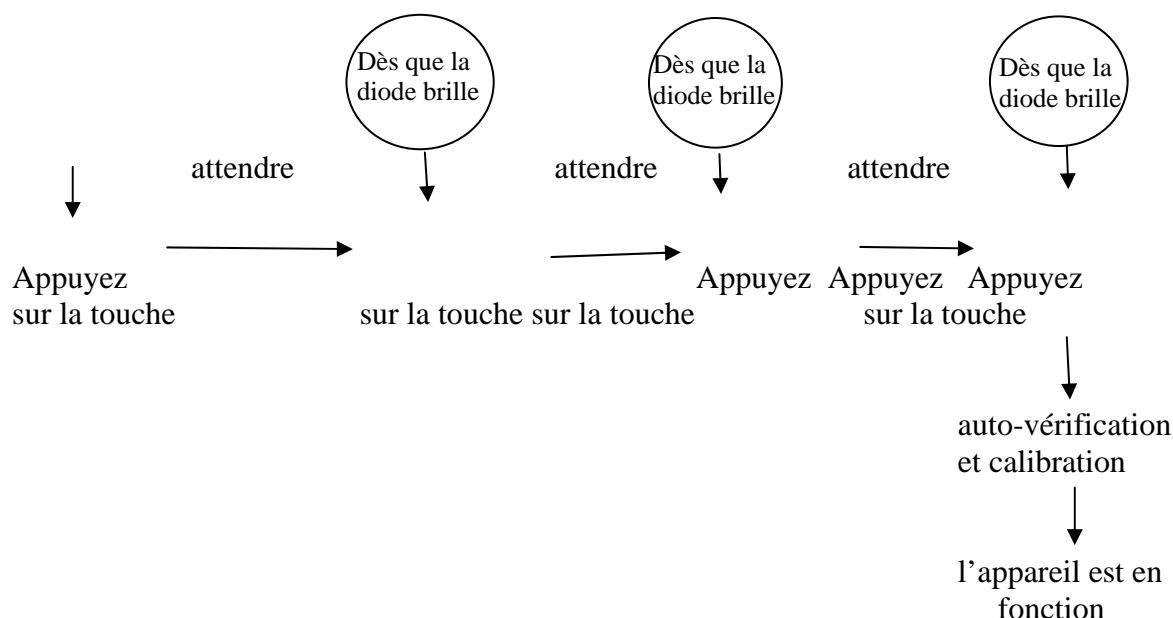 Dès que la
diode brille
Dès que la
diode brille
Dès que la
diode brille
attendre attendre attendre
Appuyez Appuyez Appuyez Appuyez
sur la touche sur la touche sur la touche sur la touche
auto-vérification
et calibration
l’appareil est en
fonction